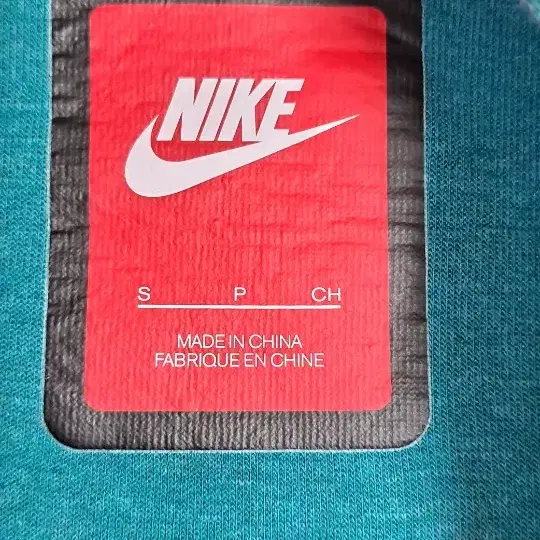 NIKE
S P CH
MADE IN CHINA
FABRIQUE EN CHINE